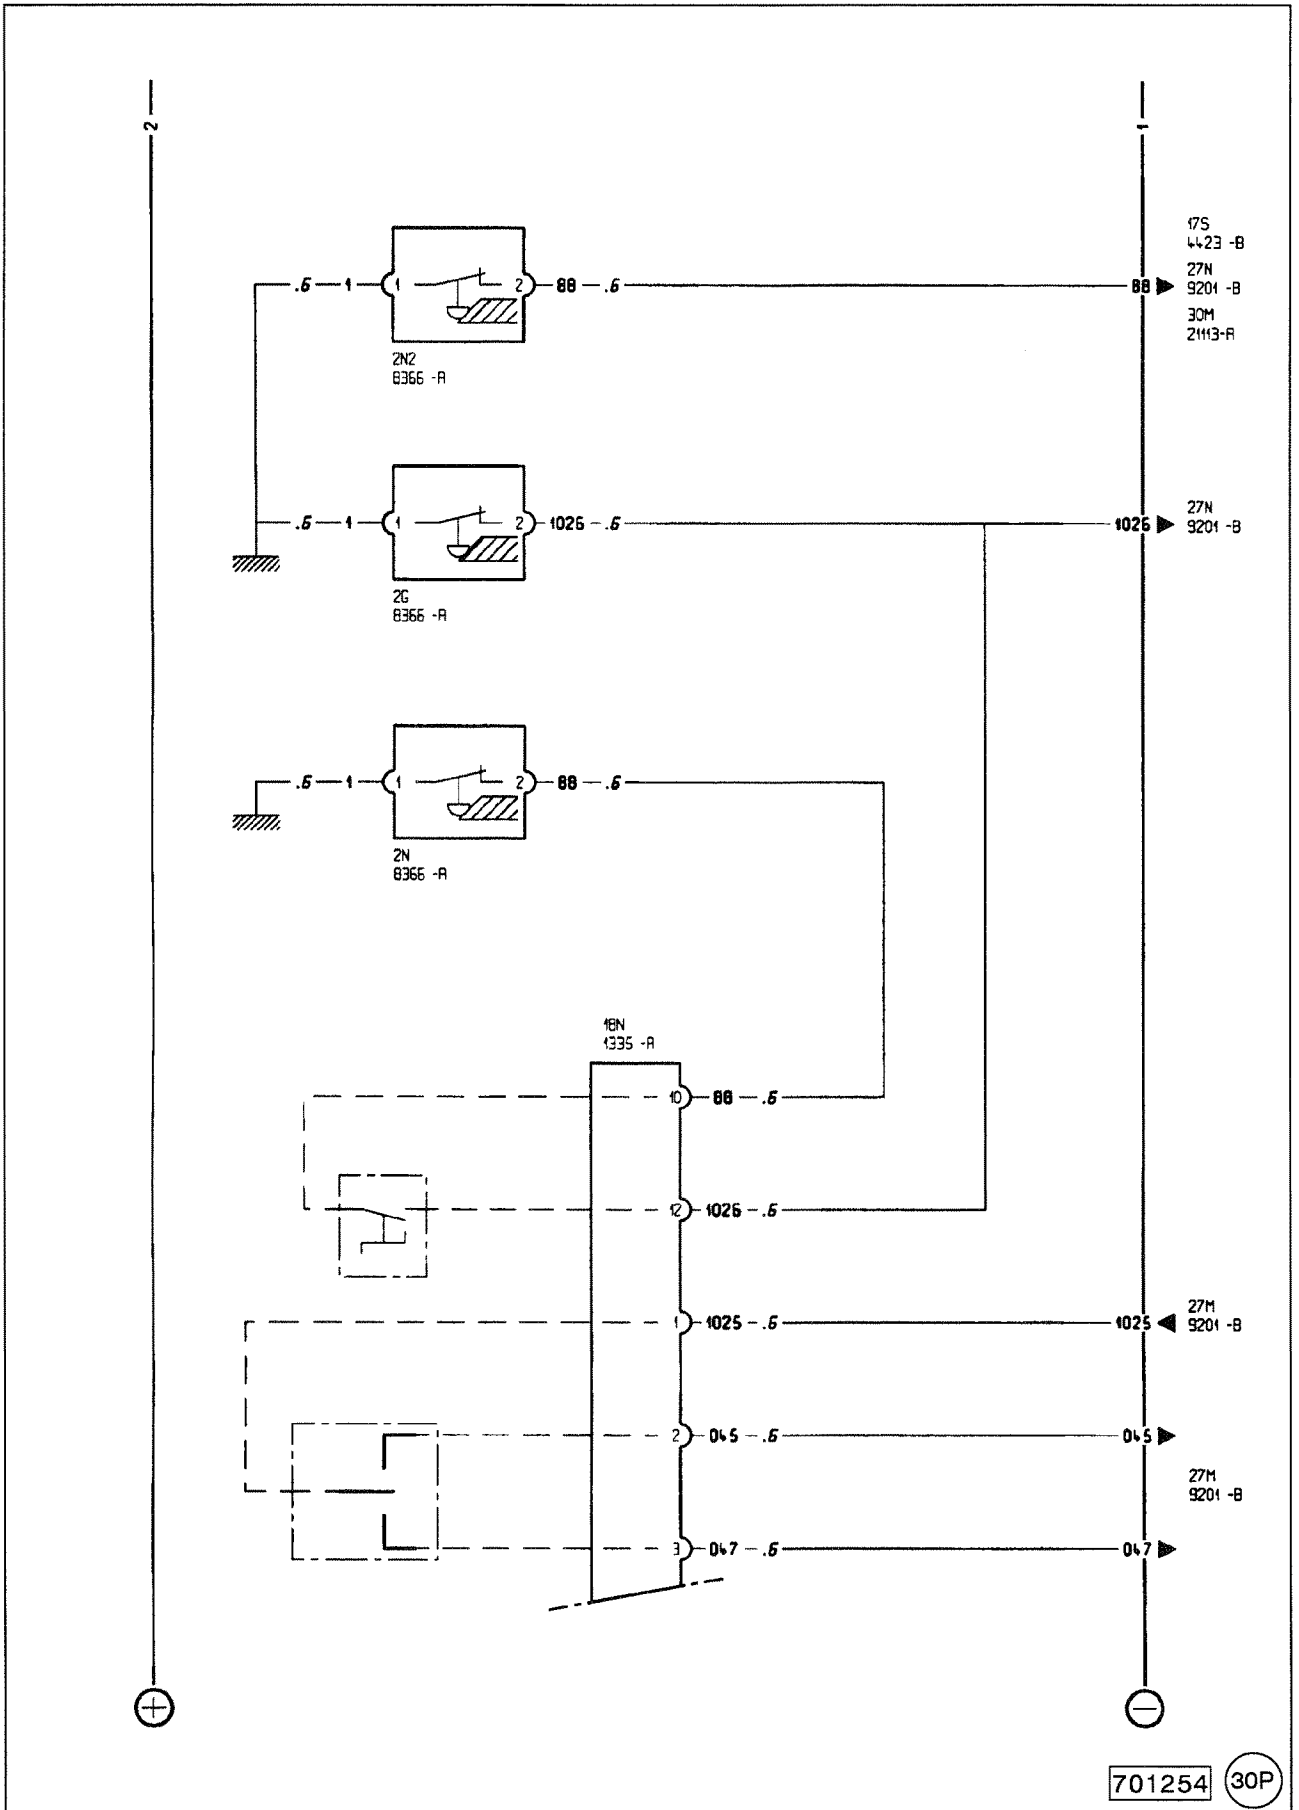 2
1
17S
4423 -B
.6 1 1 2 88 .6 88
27N
9201 -B
30M
21113-A
2N2
8366 -A
.6 1 1 2 1026 .6 1026
27N
9201 -B
2G
8366 -A
.6 1 1 2 88 .6
2N
8366 -A
18N
1335 -A
10 88 .6
12 1026 .6
1 1025 .6 1025
27M
9201 -B
2 045 .6 045
27M
9201 -B
3 047 .6 047
+
−
701254 30P